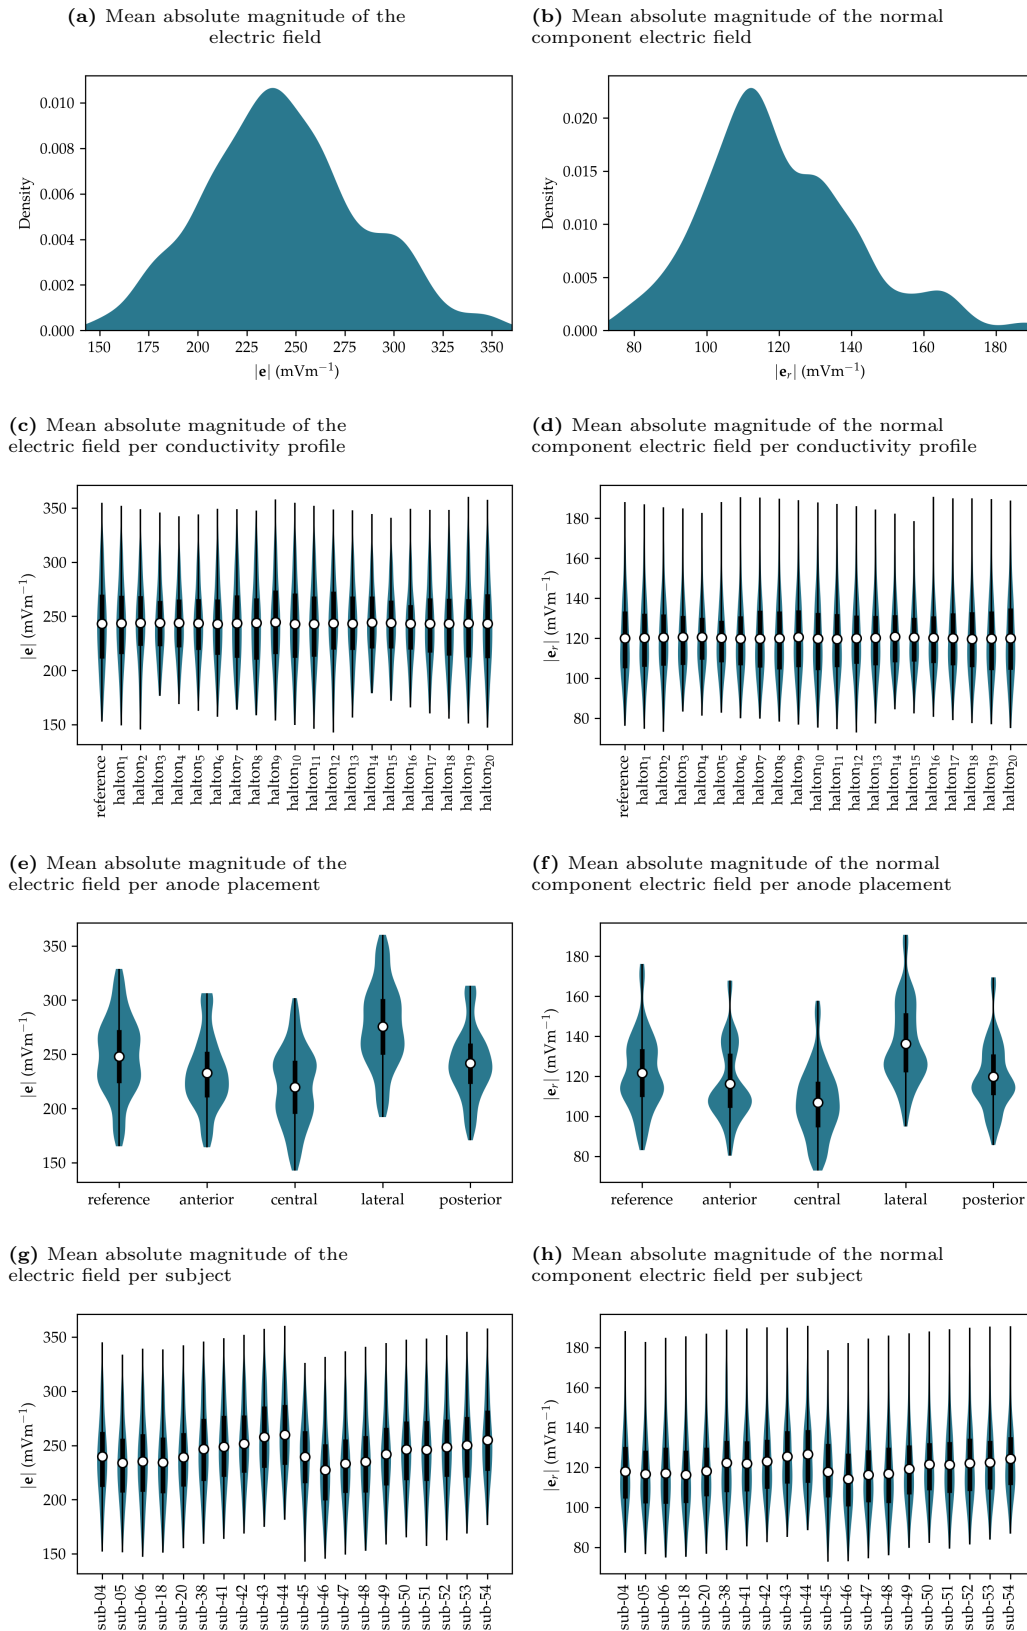 (a) Mean absolute magnitude of the
electric field
(b) Mean absolute magnitude of the normal
component electric field
Density
0.010
0.008
0.006
0.004
0.002
0.000
150 175 200 225 250 275 300 325 350
|e| (mVm⁻¹)
Density
0.020
0.015
0.010
0.005
0.000
80 100 120 140 160 180
|e_r| (mVm⁻¹)
(c) Mean absolute magnitude of the
electric field per conductivity profile
(d) Mean absolute magnitude of the normal
component electric field per conductivity profile
|e| (mVm⁻¹)
350
300
250
200
150
reference halton₁ halton₂ halton₃ halton₄ halton₅ halton₆ halton₇ halton₈ halton₉ halton₁₀ halton₁₁ halton₁₂ halton₁₃ halton₁₄ halton₁₅ halton₁₆ halton₁₇ halton₁₈ halton₁₉ halton₂₀
|e_r| (mVm⁻¹)
180
160
140
120
100
80
reference halton₁ halton₂ halton₃ halton₄ halton₅ halton₆ halton₇ halton₈ halton₉ halton₁₀ halton₁₁ halton₁₂ halton₁₃ halton₁₄ halton₁₅ halton₁₆ halton₁₇ halton₁₈ halton₁₉ halton₂₀
(e) Mean absolute magnitude of the
electric field per anode placement
(f) Mean absolute magnitude of the normal
component electric field per anode placement
|e| (mVm⁻¹)
350
300
250
200
150
reference anterior central lateral posterior
|e_r| (mVm⁻¹)
180
160
140
120
100
80
reference anterior central lateral posterior
(g) Mean absolute magnitude of the
electric field per subject
(h) Mean absolute magnitude of the normal
component electric field per subject
|e| (mVm⁻¹)
350
300
250
200
150
sub-04 sub-05 sub-06 sub-18 sub-20 sub-38 sub-41 sub-42 sub-43 sub-44 sub-45 sub-46 sub-47 sub-48 sub-49 sub-50 sub-51 sub-52 sub-53 sub-54
|e_r| (mVm⁻¹)
180
160
140
120
100
80
sub-04 sub-05 sub-06 sub-18 sub-20 sub-38 sub-41 sub-42 sub-43 sub-44 sub-45 sub-46 sub-47 sub-48 sub-49 sub-50 sub-51 sub-52 sub-53 sub-54